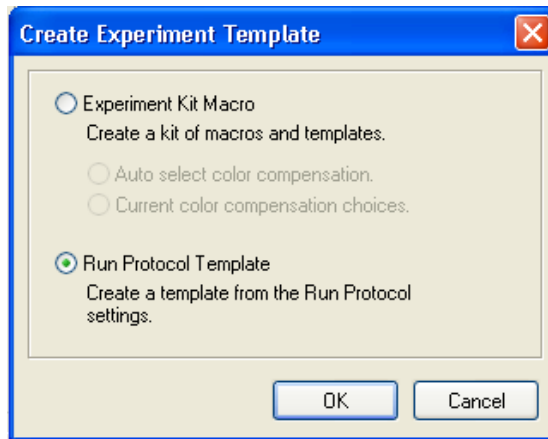 Create Experiment Template
Experiment Kit Macro
Create a kit of macros and templates.
Auto select color compensation.
Current color compensation choices.
Run Protocol Template
Create a template from the Run Protocol
settings.
OK Cancel